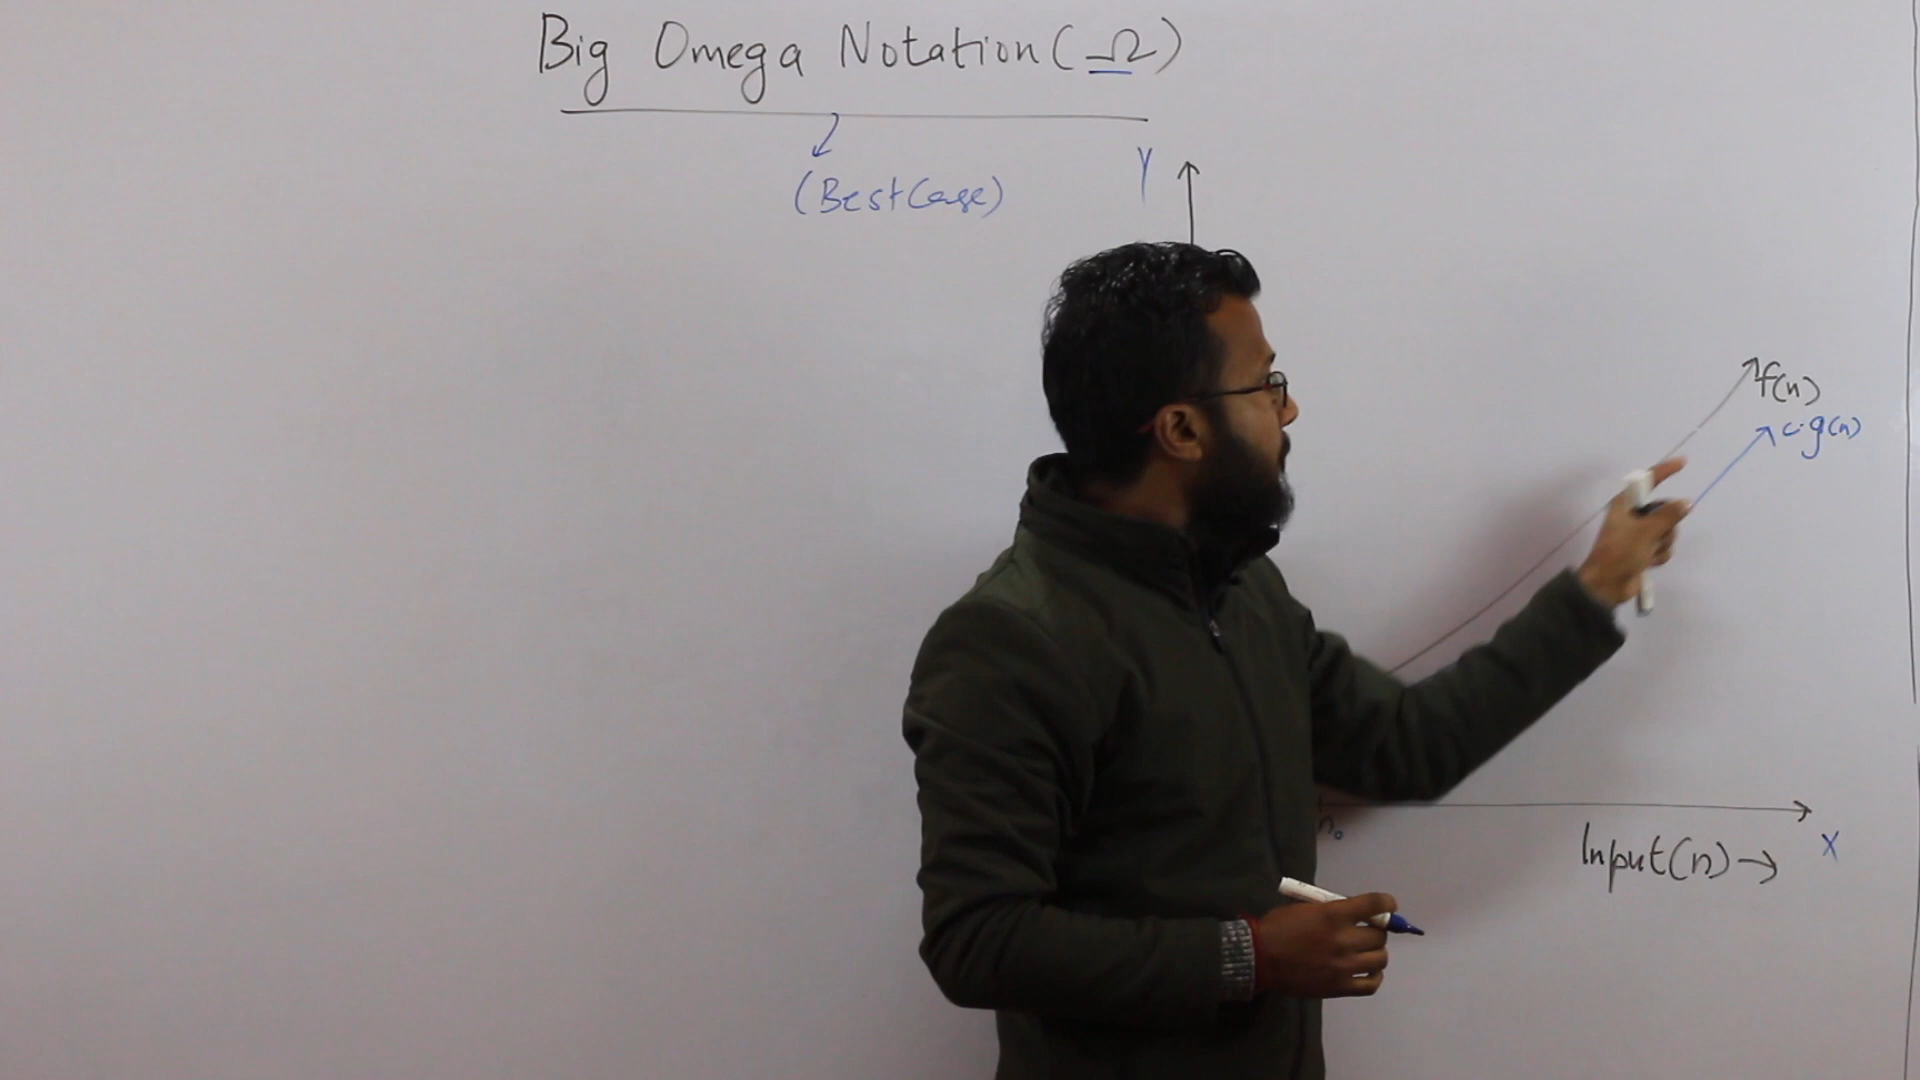 Big Omega Notation (Ω)
(Best Case)
Y
f(n)
c.g(n)
n₀
Input(n) →
X